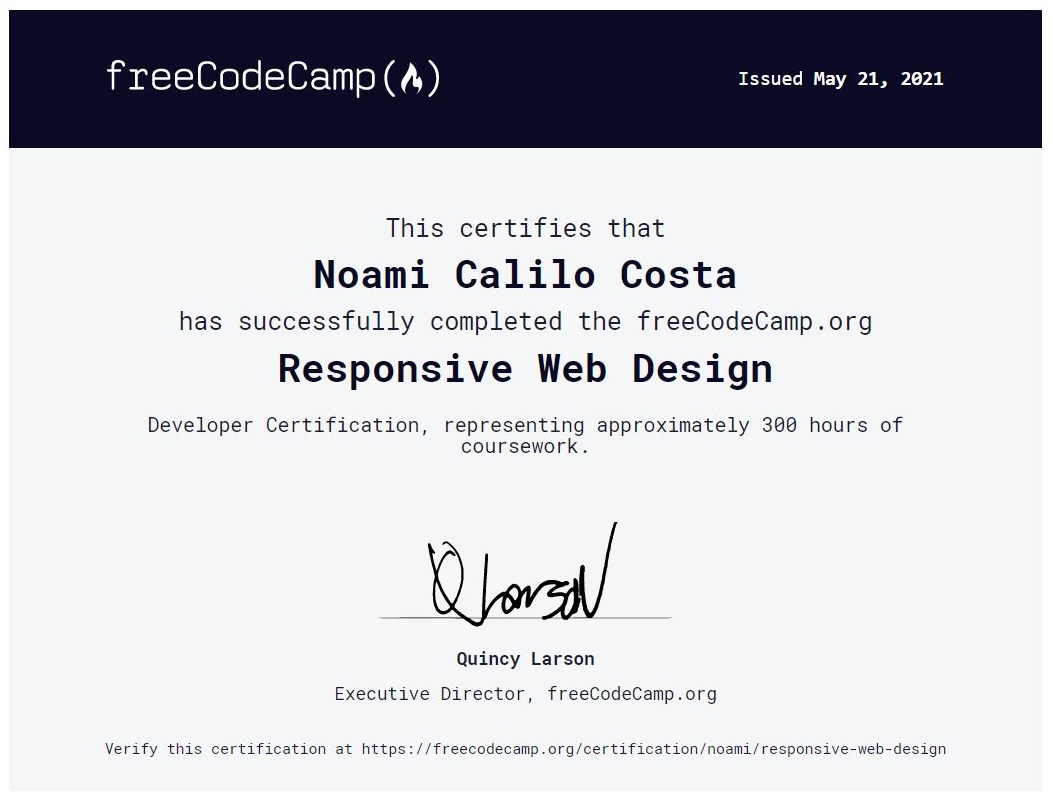 freeCodeCamp(🔥)
Issued May 21, 2021
This certifies that
Noami Calilo Costa
has successfully completed the freeCodeCamp.org
Responsive Web Design
Developer Certification, representing approximately 300 hours of
coursework.
Q Larson
Quincy Larson
Executive Director, freeCodeCamp.org
Verify this certification at https://freecodecamp.org/certification/noami/responsive-web-design